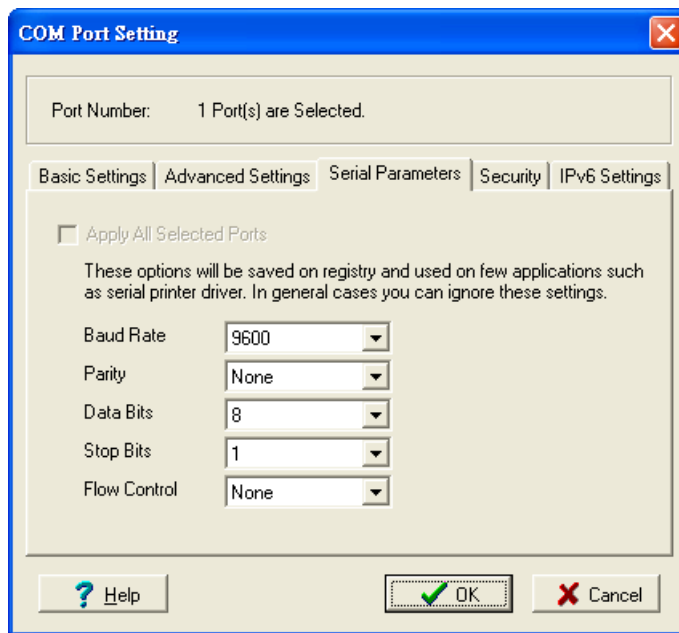 COM Port Setting
Port Number: 1 Port(s) are Selected.
Basic Settings Advanced Settings Serial Parameters Security IPv6 Settings
Apply All Selected Ports
These options will be saved on registry and used on few applications such
as serial printer driver. In general cases you can ignore these settings.
Baud Rate 9600
Parity None
Data Bits 8
Stop Bits 1
Flow Control None
Help OK Cancel